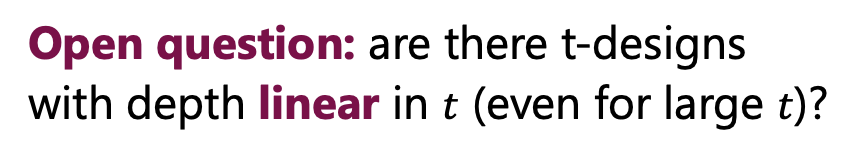 Open question: are there t-designs
with depth linear in t (even for large t)?